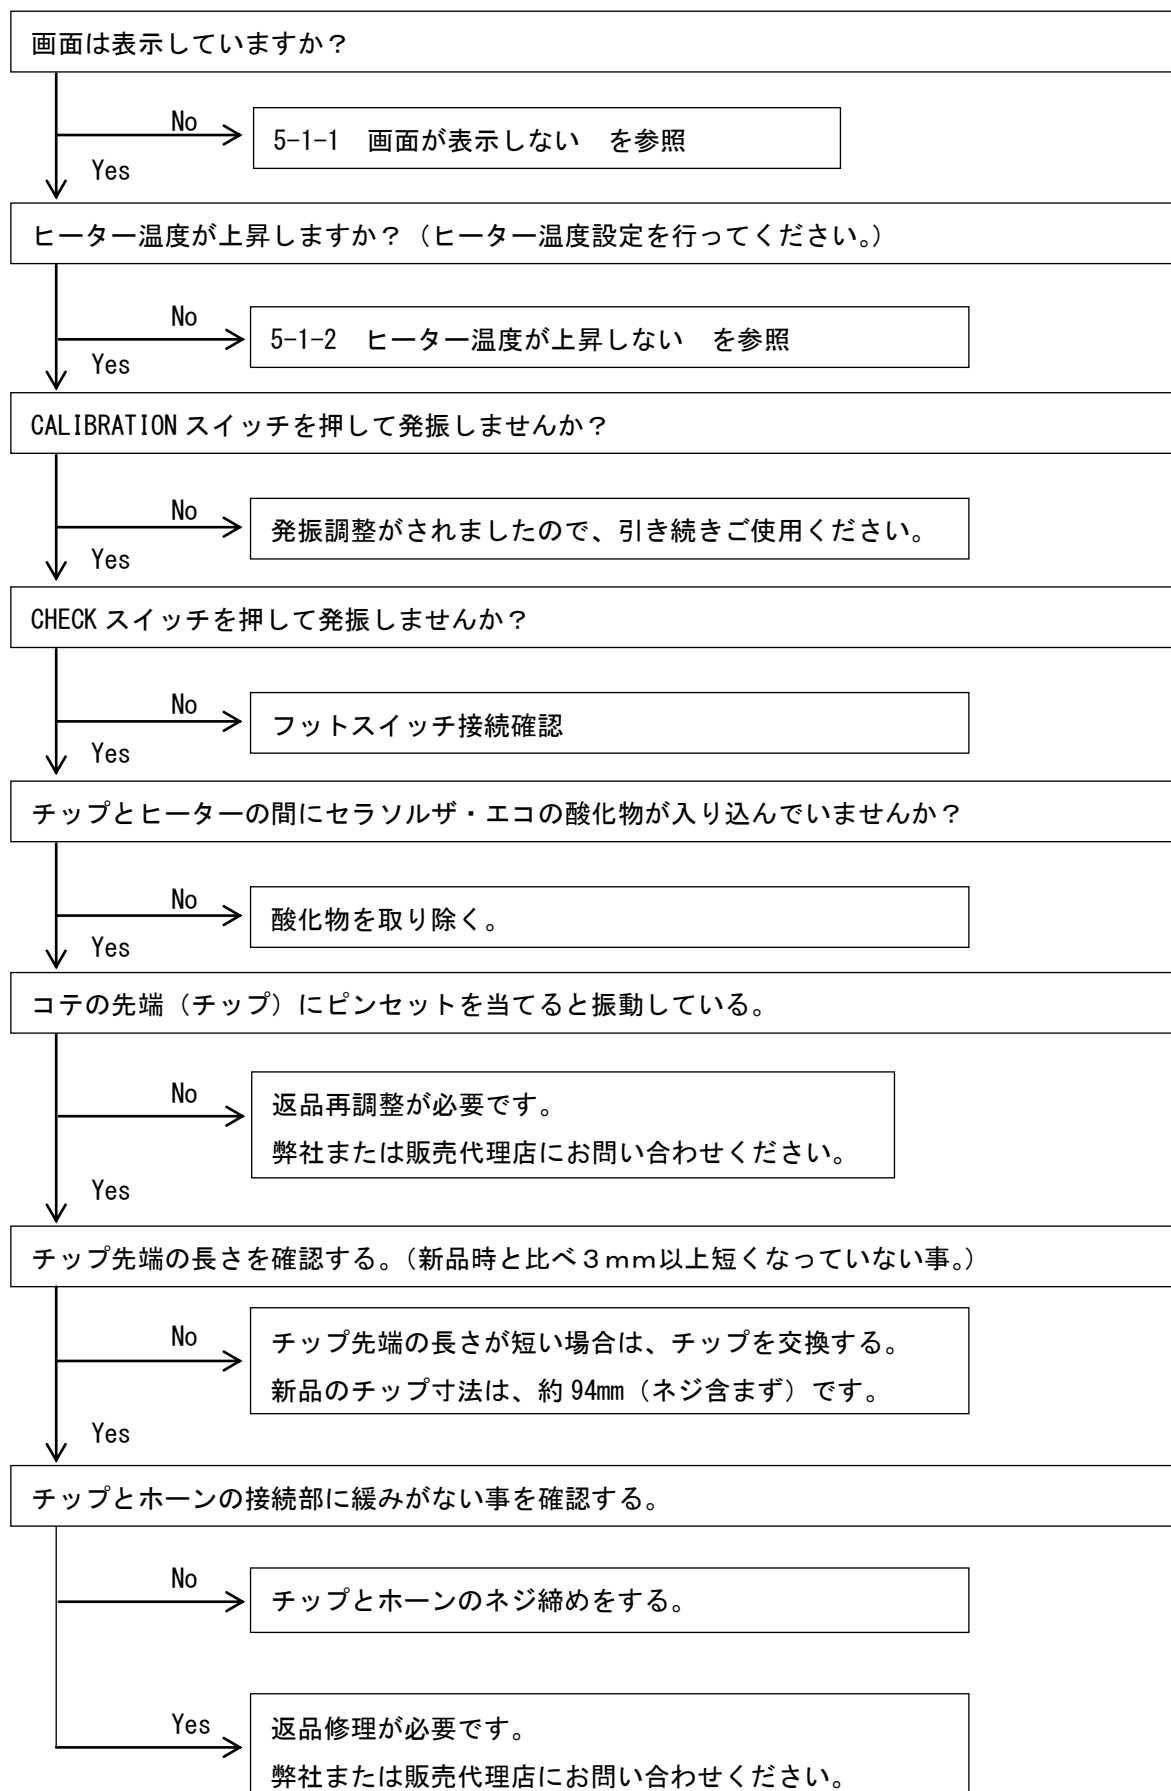 画面は表示していますか？
No
5-1-1　画面が表示しない　を参照
Yes
ヒーター温度が上昇しますか？（ヒーター温度設定を行ってください。）
No
5-1-2　ヒーター温度が上昇しない　を参照
Yes
CALIBRATION スイッチを押して発振しませんか？
No
発振調整がされましたので、引き続きご使用ください。
Yes
CHECK スイッチを押して発振しませんか？
No
フットスイッチ接続確認
Yes
チップとヒーターの間にセラソルザ・エコの酸化物が入り込んでいませんか？
No
酸化物を取り除く。
Yes
コテの先端（チップ）にピンセットを当てると振動している。
No
返品再調整が必要です。
弊社または販売代理店にお問い合わせください。
Yes
チップ先端の長さを確認する。（新品時と比べ３ｍｍ以上短くなっていない事。）
No
チップ先端の長さが短い場合は、チップを交換する。
新品のチップ寸法は、約 94mm（ネジ含まず）です。
Yes
チップとホーンの接続部に緩みがない事を確認する。
No
チップとホーンのネジ締めをする。
Yes
返品修理が必要です。
弊社または販売代理店にお問い合わせください。